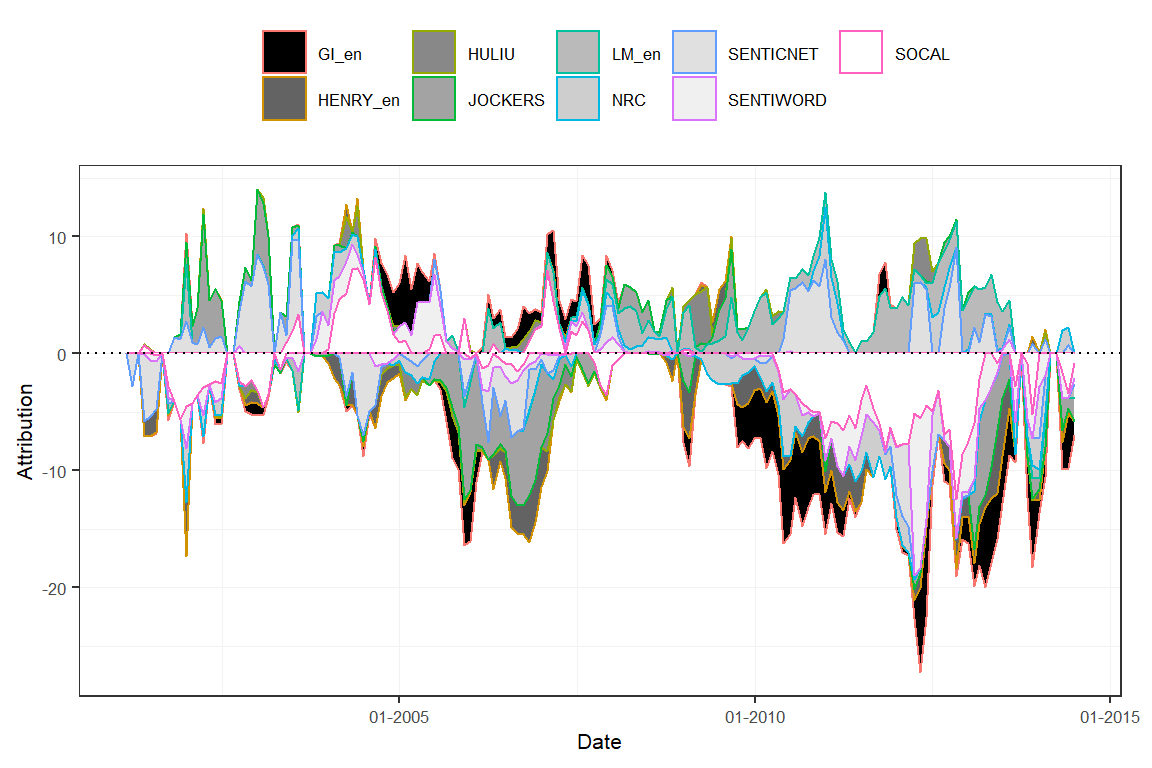 GI_en HULIU LM_en SENTICNET SOCAL
HENRY_en JOCKERS NRC SENTIWORD
10
0
-10
-20
Attribution
01-2005 01-2010 01-2015
Date